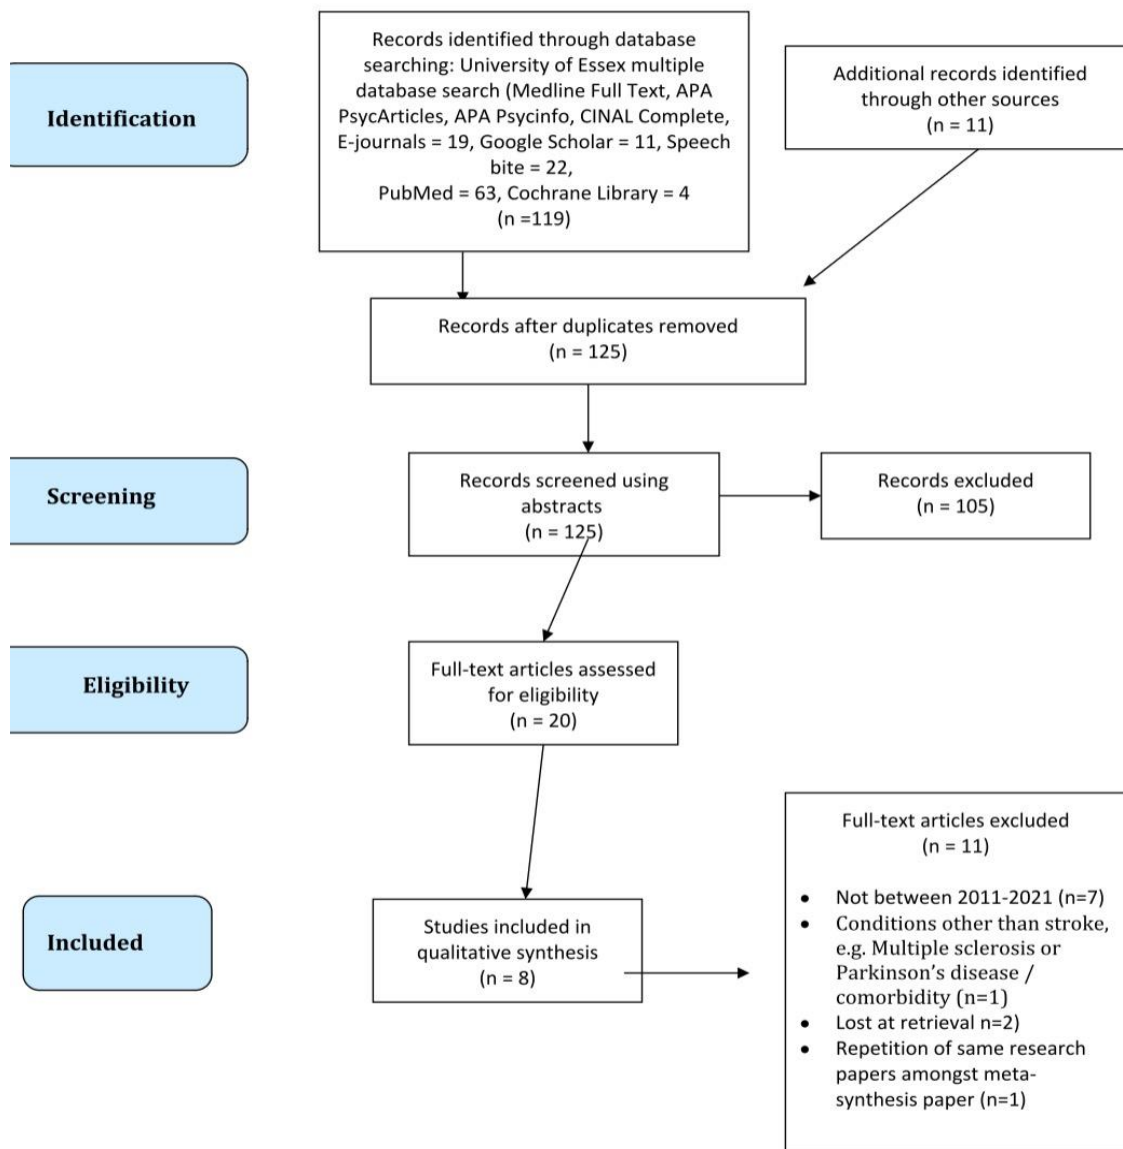 Identification
Records identified through database
searching: University of Essex multiple
database search (Medline Full Text, APA
PsycArticles, APA Psycinfo, CINAL Complete,
E-journals = 19, Google Scholar = 11, Speech
bite = 22,
PubMed = 63, Cochrane Library = 4
(n =119)
Additional records identified
through other sources
(n = 11)
Records after duplicates removed
(n = 125)
Screening
Records screened using
abstracts
(n = 125)
Records excluded
(n = 105)
Eligibility
Full-text articles assessed
for eligibility
(n = 20)
Included
Studies included in
qualitative synthesis
(n = 8)
Full-text articles excluded
(n = 11)
• Not between 2011-2021 (n=7)
• Conditions other than stroke,
e.g. Multiple sclerosis or
Parkinson’s disease /
comorbidity (n=1)
• Lost at retrieval n=2)
• Repetition of same research
papers amongst meta-
synthesis paper (n=1)